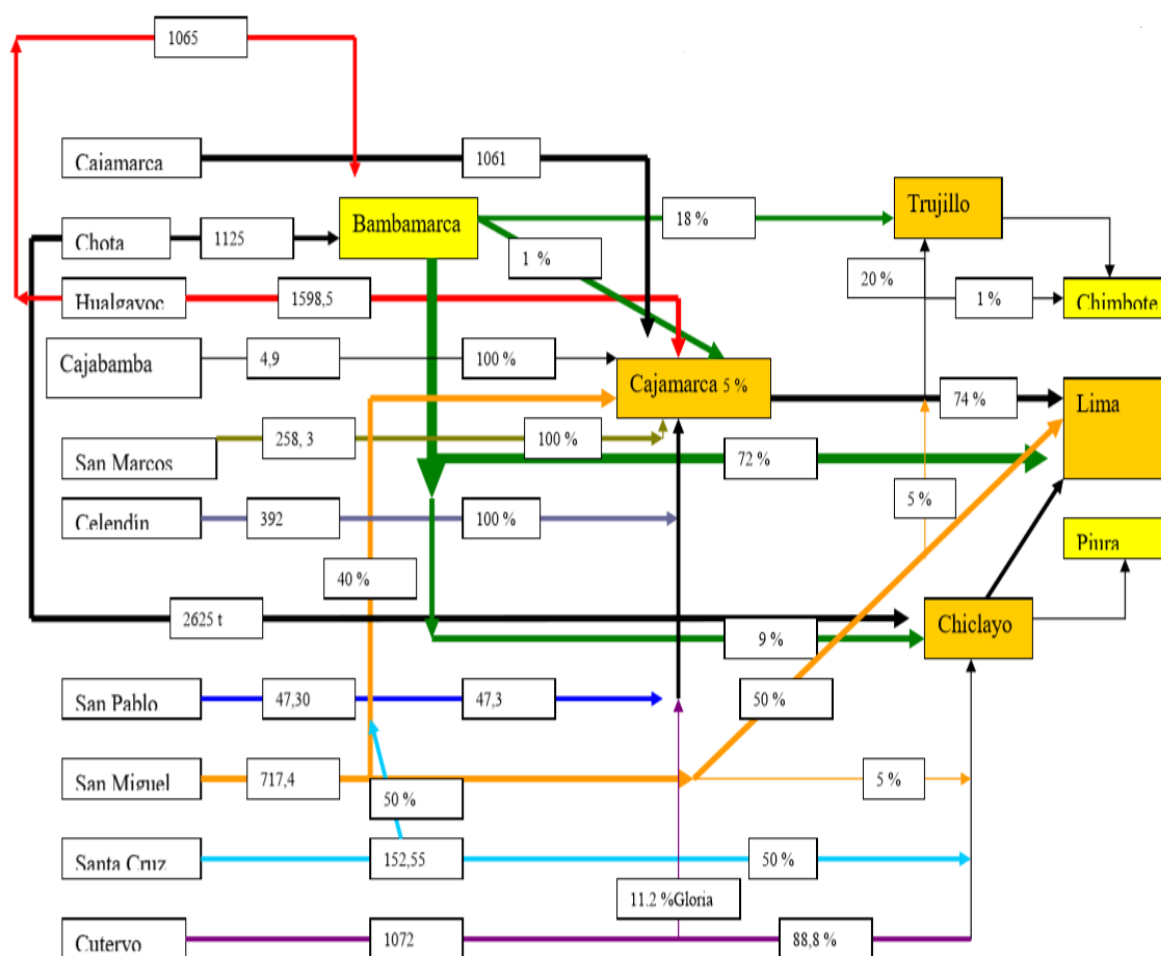 1065
Cajamarca
1061
Bambamarca
18 %
Trujillo
Chota
1125
1 %
20 %
Hualgayoc
1598,5
1 %
Chimbote
Cajabamba
4,9
100 %
Cajamarca 5 %
74 %
Lima
San Marcos
258, 3
100 %
72 %
Celendín
392
100 %
5 %
Piura
40 %
2625 t
9 %
Chiclayo
San Pablo
47,30
47,3
50 %
San Miguel
717,4
50 %
5 %
Santa Cruz
152,55
50 %
11.2 %Gloria
Cutervo
1072
88,8 %